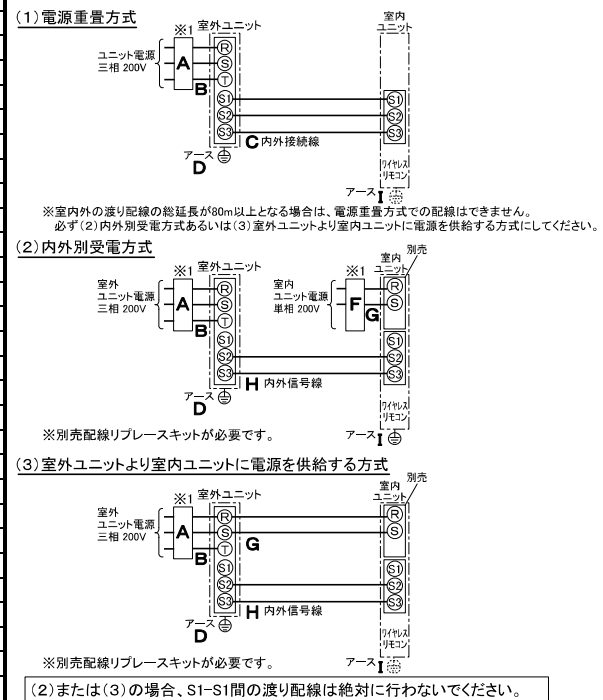 (1)電源重畳方式
※1 室外ユニット
室内
ユニット
ユニット電源
三相 200V
A
B
R
S
T
S1
S2
S3
S1
S2
S3
C 内外接続線
アース
D
ワイヤレス
リモコン
アース I
※室内外の渡り配線の総延長が80m以上となる場合は、電源重畳方式での配線はできません。
必ず(2)内外別受電方式あるいは(3)室外ユニットより室内ユニットに電源を供給する方式にしてください。
(2)内外別受電方式
別売
※1 室外ユニット
※1
室内
ユニット
室外
ユニット電源
三相 200V
A
B
R
S
T
S1
S2
S3
室内
ユニット電源
単相 200V
F
G
R
S
S1
S2
S3
H 内外信号線
アース
D
ワイヤレス
リモコン
※別売配線リプレースキットが必要です。
アース I
(3)室外ユニットより室内ユニットに電源を供給する方式
別売
※1 室外ユニット
室内
ユニット
室外
ユニット電源
三相 200V
A
B
R
S
T
S1
S2
S3
G
R
S
S1
S2
S3
H 内外信号線
アース
D
ワイヤレス
リモコン
※別売配線リプレースキットが必要です。
アース I
(2)または(3)の場合、S1-S1間の渡り配線は絶対に行わないでください。